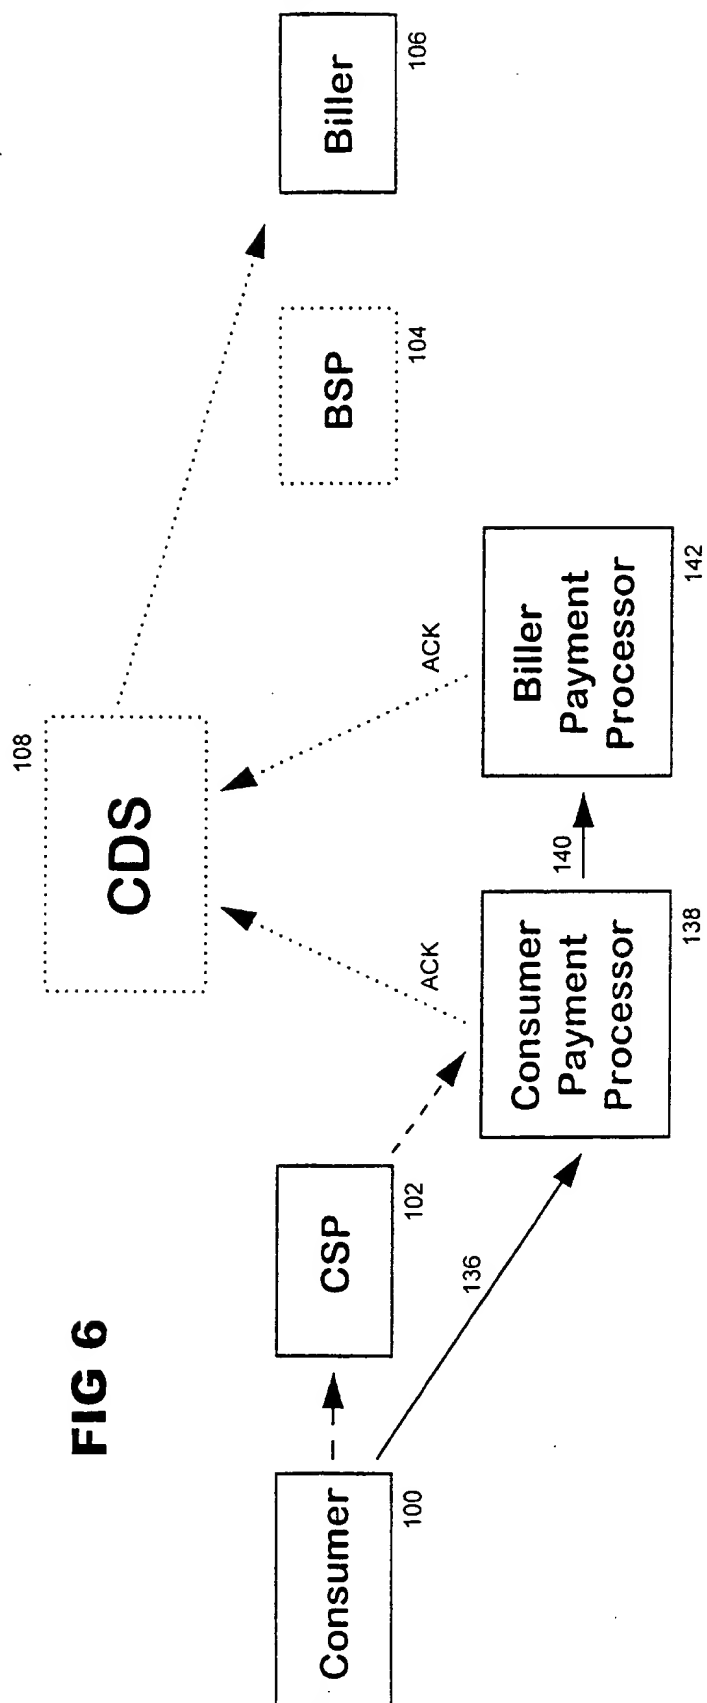 FIG 6
108
CDS
Consumer
100
CSP
102
136
ACK
ACK
BSP
104
Biller
106
Consumer
Payment
Processor
138
140
Biller
Payment
Processor
142